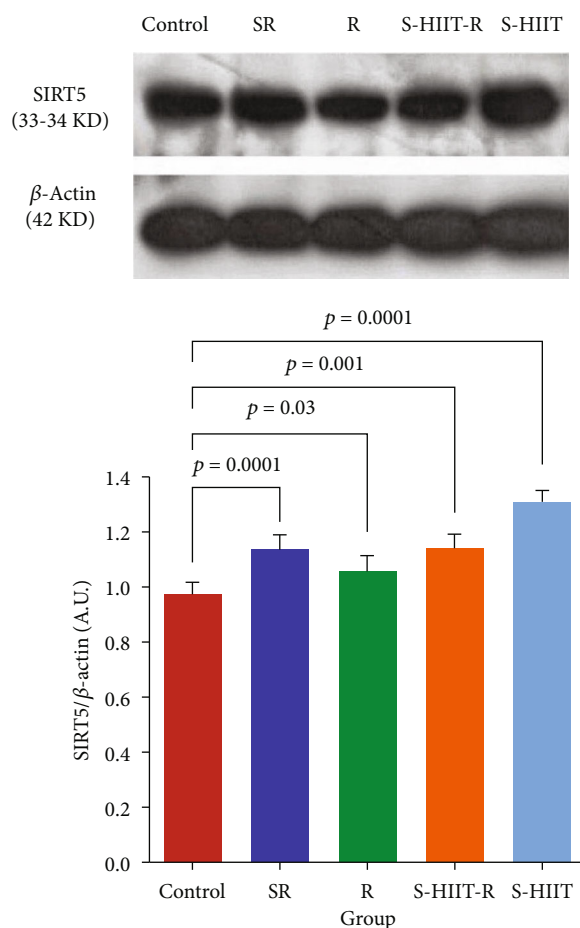 Control SR R S-HIIT-R S-HIIT
SIRT5
(33-34 KD)
β-Actin
(42 KD)
p = 0.0001
p = 0.001
p = 0.03
p = 0.0001
1.4
1.2
1.0
0.8
0.6
0.4
0.2
0.0
SIRT5/β-actin (A.U.)
Control SR R S-HIIT-R S-HIIT
Group